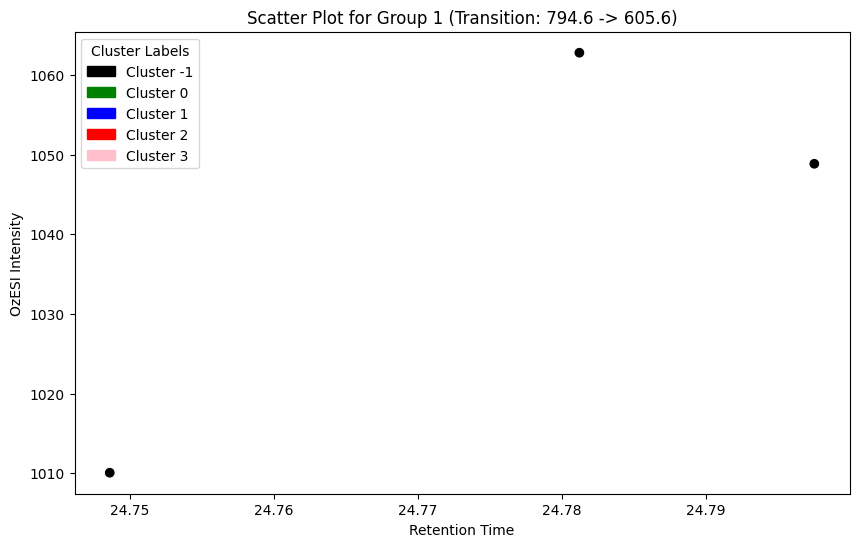 Scatter Plot for Group 1 (Transition: 794.6 -> 605.6)
Cluster Labels
Cluster -1
Cluster 0
Cluster 1
Cluster 2
Cluster 3
OzESI Intensity
1060
1050
1040
1030
1020
1010
24.75 24.76 24.77 24.78 24.79
Retention Time